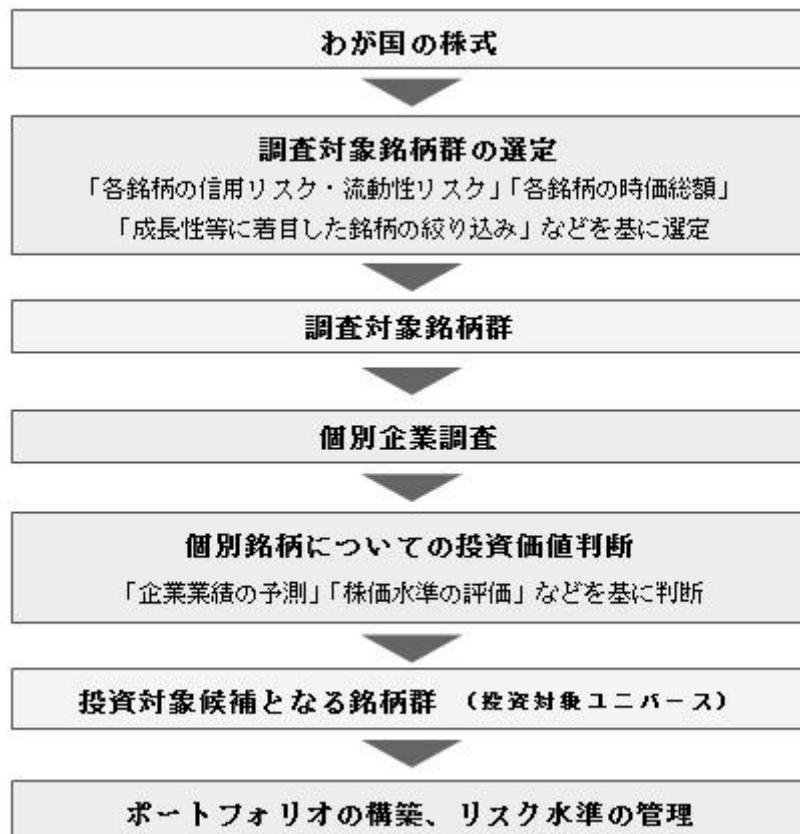 わが国の株式
調査対象銘柄群の選定
「各銘柄の信用リスク・流動性リスク」「各銘柄の時価総額」
「成長性等に着目した銘柄の絞り込み」などを基に選定
調査対象銘柄群
個別企業調査
個別銘柄についての投資価値判断
「企業業績の予測」「株価水準の評価」などを基に判断
投資対象候補となる銘柄群 （投資対象ユニバース）
ポートフォリオの構築、リスク水準の管理